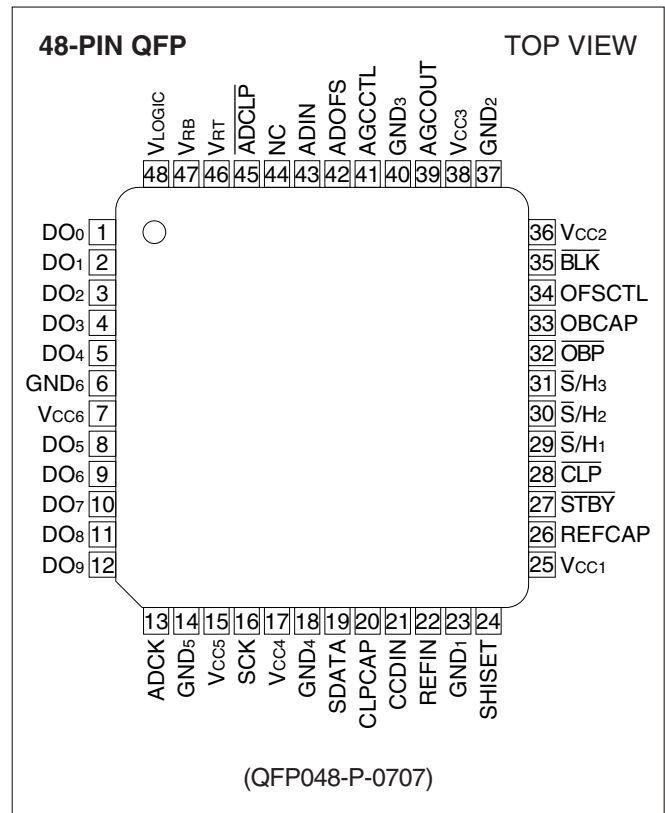 48-PIN QFP TOP VIEW
48 VLOGIC
47 VRB
46 VRT
45 A̅D̅C̅L̅P̅
44 NC
43 ADIN
42 ADOFS
41 AGCCTL
40 GND3
39 AGCOUT
38 VCC3
37 GND2
DO0 1
DO1 2
DO2 3
DO3 4
DO4 5
GND6 6
VCC6 7
DO5 8
DO6 9
DO7 10
DO8 11
DO9 12
36 VCC2
35 B̅L̅K̅
34 OFSCTL
33 OBCAP
32 O̅B̅P̅
31 S̅/H3
30 S̅/H2
29 S̅/H1
28 C̅L̅P̅
27 S̅T̅B̅Y̅
26 REFCAP
25 VCC1
13 ADCK
14 GND5
15 VCC5
16 SCK
17 VCC4
18 GND4
19 SDATA
20 CLPCAP
21 CCDIN
22 REFIN
23 GND1
24 SHISET
(QFP048-P-0707)